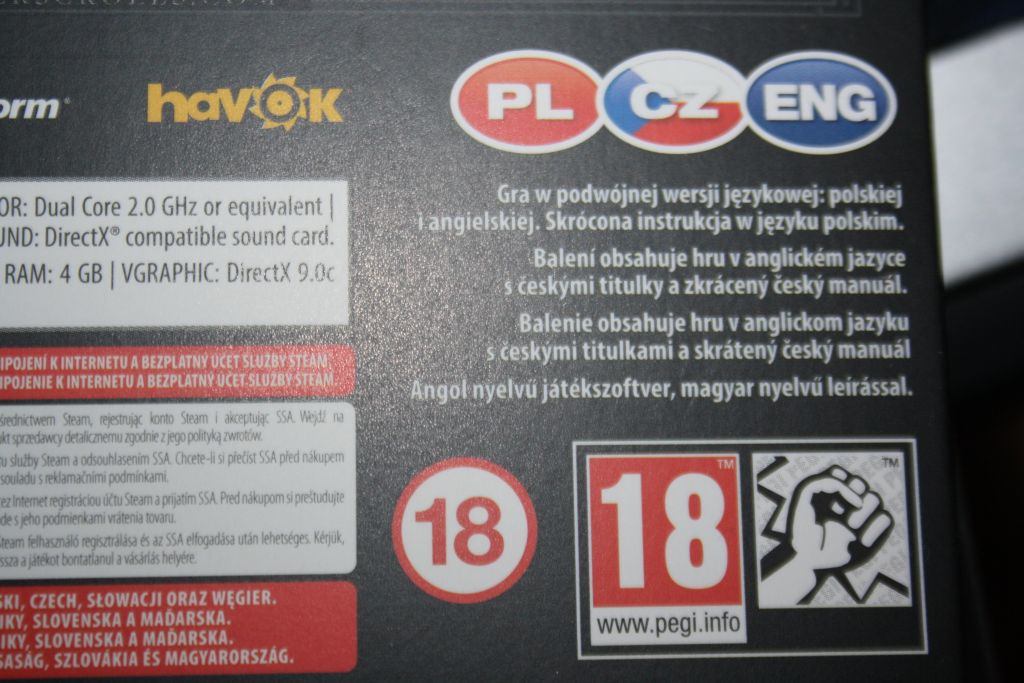 havok
PL CZ ENG
OR: Dual Core 2.0 GHz or equivalent |
UND: DirectX® compatible sound card.
RAM: 4 GB | VGRAPHIC: DirectX 9.0c
Gra w podwójnej wersji językowej: polskiej
i angielskiej. Skrócona instrukcja w języku polskim.
Balení obsahuje hru v anglickém jazyce
s českymi titulky a zkrácený český manuál.
Balenie obsahuje hru v anglickom jazyku
s českymi titulkami a skrátený český manuál
Angol nyelvű játékszoftver, magyar nyelvű leírással.
IPOJENÍ K INTERNETU A BEZPLATNÝ ÚČET SLUŽBY STEAM
IPOJENIE K INTERNETU A BEZPLATNÝ ÚČET SLUŽBY STEAM.
średnictwem Steam, rejestrując konto Steam i akceptując SSA. Wejdź na
kt sprzedawcy detalicznemu zgodnie z jego polityką zwrotów.
tu služby Steam a odsouhlasením SSA. Chcete-li si přečíst SSA před nákupem
souladu s reklamačními podmínkami.
ez Internet registráciou účtu Steam a prijatím SSA. Pred nákupom si preštudujte
de s jeho podmienkami vrátenia tovaru.
Steam felhasználó regisztrálása és az SSA elfogadása után lehetséges. Kérjük,
ssza a játékot bontatlanul a vásárlás helyére.
SKI, CZECH, SŁOWACJI ORAZ WĘGIER.
UKY, SLOVENSKA A MAĎARSKA.
IKY, SLOVENSKA A MAĎARSKA.
SASÁG, SZLOVÁKIA ÉS MAGYARORSZÁG.
18
18 ™
www.pegi.info
™